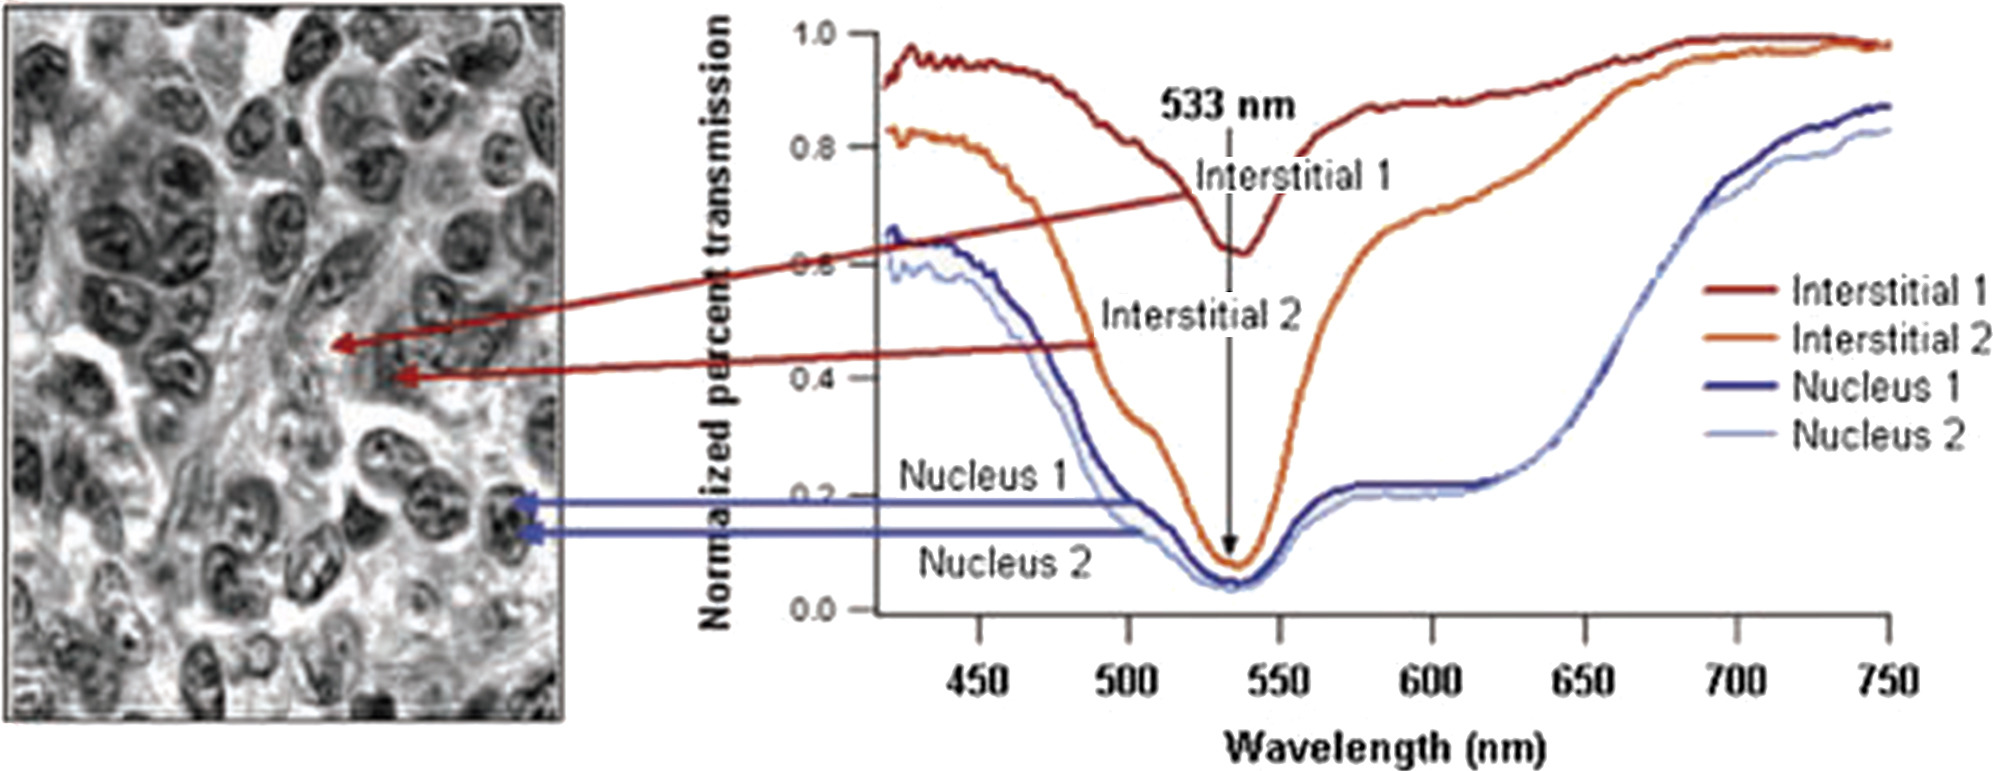 Normalized percent transmission
1.0
0.8
0.6
0.4
0.2
0.0
533 nm
Interstitial 1
Interstitial 2
Nucleus 1
Nucleus 2
Interstitial 1
Interstitial 2
Nucleus 1
Nucleus 2
450 500 550 600 650 700 750
Wavelength (nm)